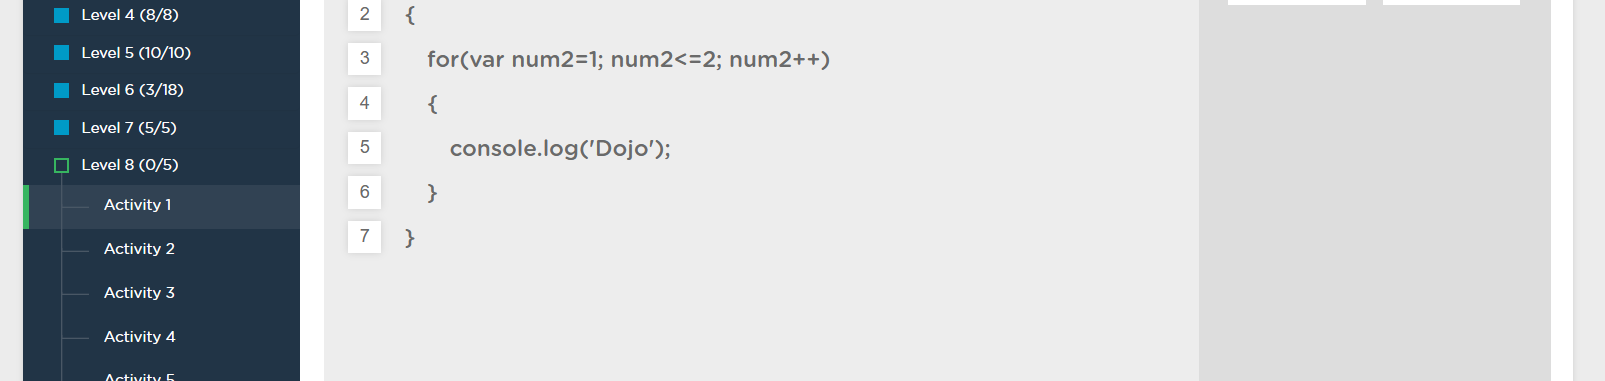 Level 4 (8/8)
Level 5 (10/10)
Level 6 (3/18)
Level 7 (5/5)
Level 8 (0/5)
Activity 1
Activity 2
Activity 3
Activity 4
Activity 5
2 {
3 for(var num2=1; num2<=2; num2++)
4 {
5 console.log('Dojo');
6 }
7 }